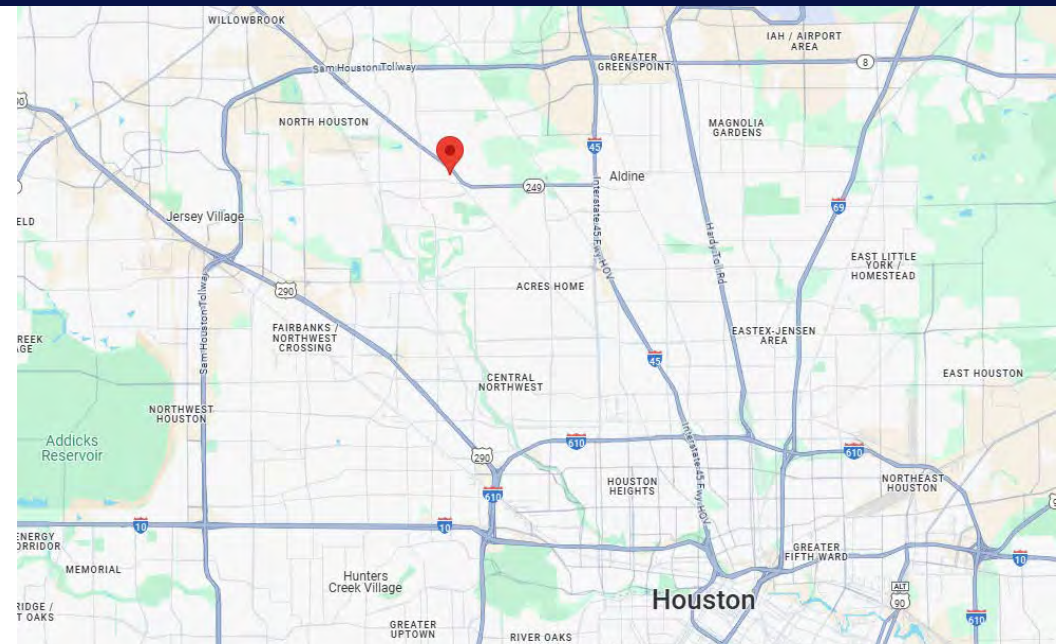 WILLOWBROOK
IAH / AIRPORT
AREA
GREATER
GREENSPOINT
Sam Houston Tollway
8
NORTH HOUSTON
MAGNOLIA
GARDENS
45
249
Aldine
Interstate 45 Fwy HOV
Hardy Toll Rd
69
Jersey Village
ELD
EAST LITTLE
YORK /
HOMESTEAD
290
ACRES HOME
Sam Houston Tollway
FAIRBANKS /
NORTHWEST
CROSSING
EASTEX-JENSEN
AREA
45
CENTRAL
NORTHWEST
EAST HOUSTON
NORTHWEST
HOUSTON
Addicks
Reservoir
610
290
Interstate 45 Fwy HOV
610
HOUSTON
HEIGHTS
NORTHEAST
HOUSTON
610
10
10
ENERGY
ORRIDOR
GREATER
FIFTH WARD
10
MEMORIAL
Hunters
Creek Village
ALT
90
Houston
610
RIDGE /
T OAKS
GREATER
UPTOWN
RIVER OAKS